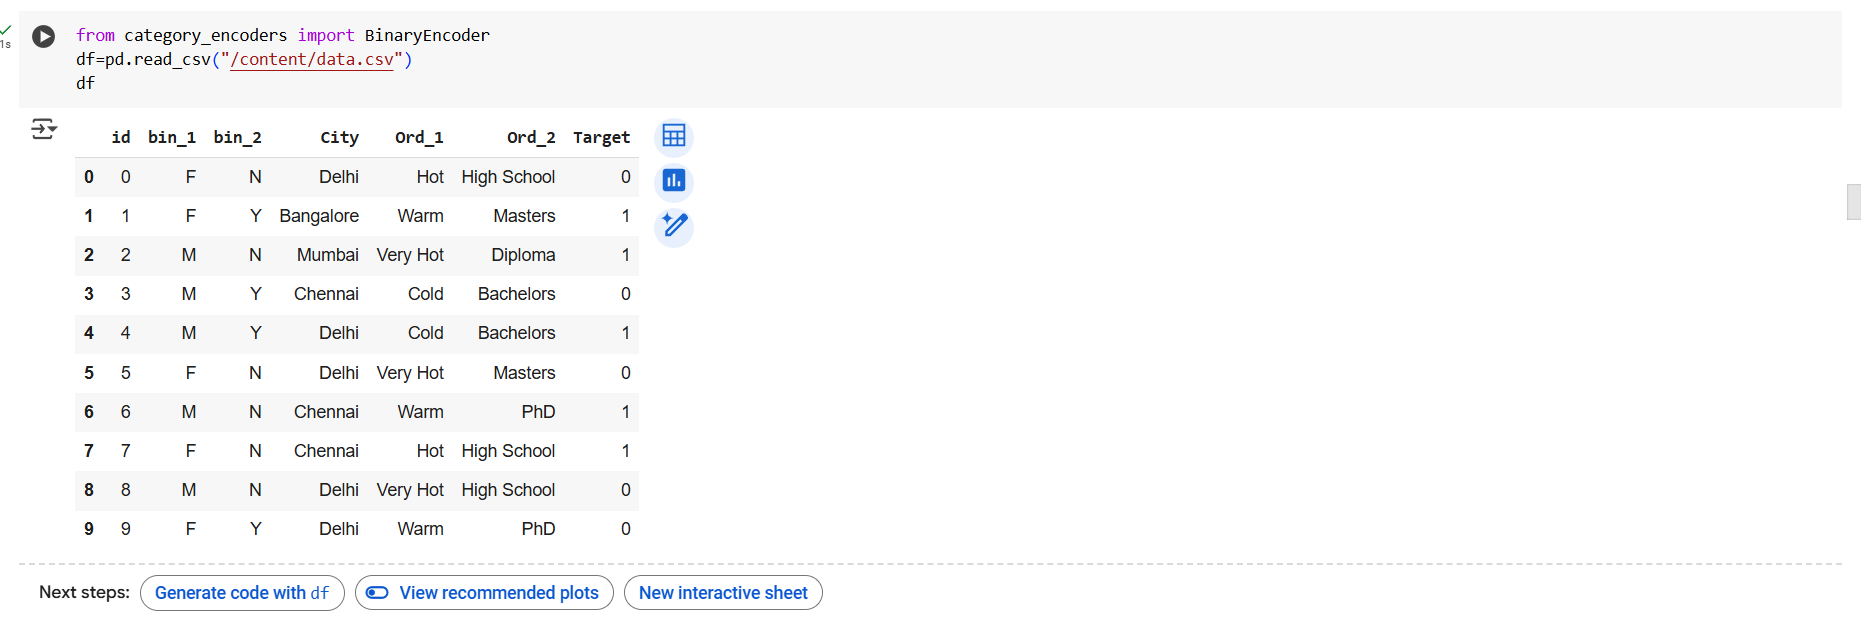 1s
from category_encoders import BinaryEncoder
df=pd.read_csv("/content/data.csv")
df
id bin_1 bin_2 City Ord_1 Ord_2 Target
0 0 F N Delhi Hot High School 0
1 1 F Y Bangalore Warm Masters 1
2 2 M N Mumbai Very Hot Diploma 1
3 3 M Y Chennai Cold Bachelors 0
4 4 M Y Delhi Cold Bachelors 1
5 5 F N Delhi Very Hot Masters 0
6 6 M N Chennai Warm PhD 1
7 7 F N Chennai Hot High School 1
8 8 M N Delhi Very Hot High School 0
9 9 F Y Delhi Warm PhD 0
Next steps: Generate code with df View recommended plots New interactive sheet